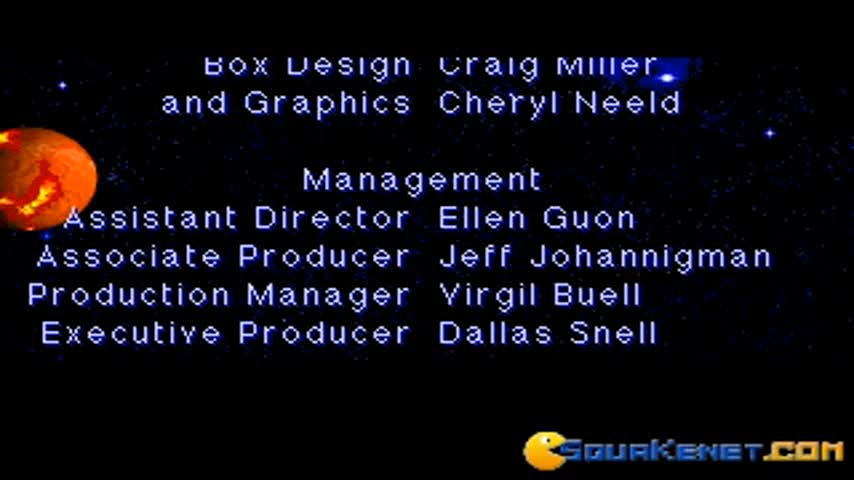 Box Design Craig Miller
and Graphics Cheryl Neeld
Management
Assistant Director Ellen Guon
Associate Producer Jeff Johannigman
Production Manager Virgil Buell
Executive Producer Dallas Snell
SquaKenet.com